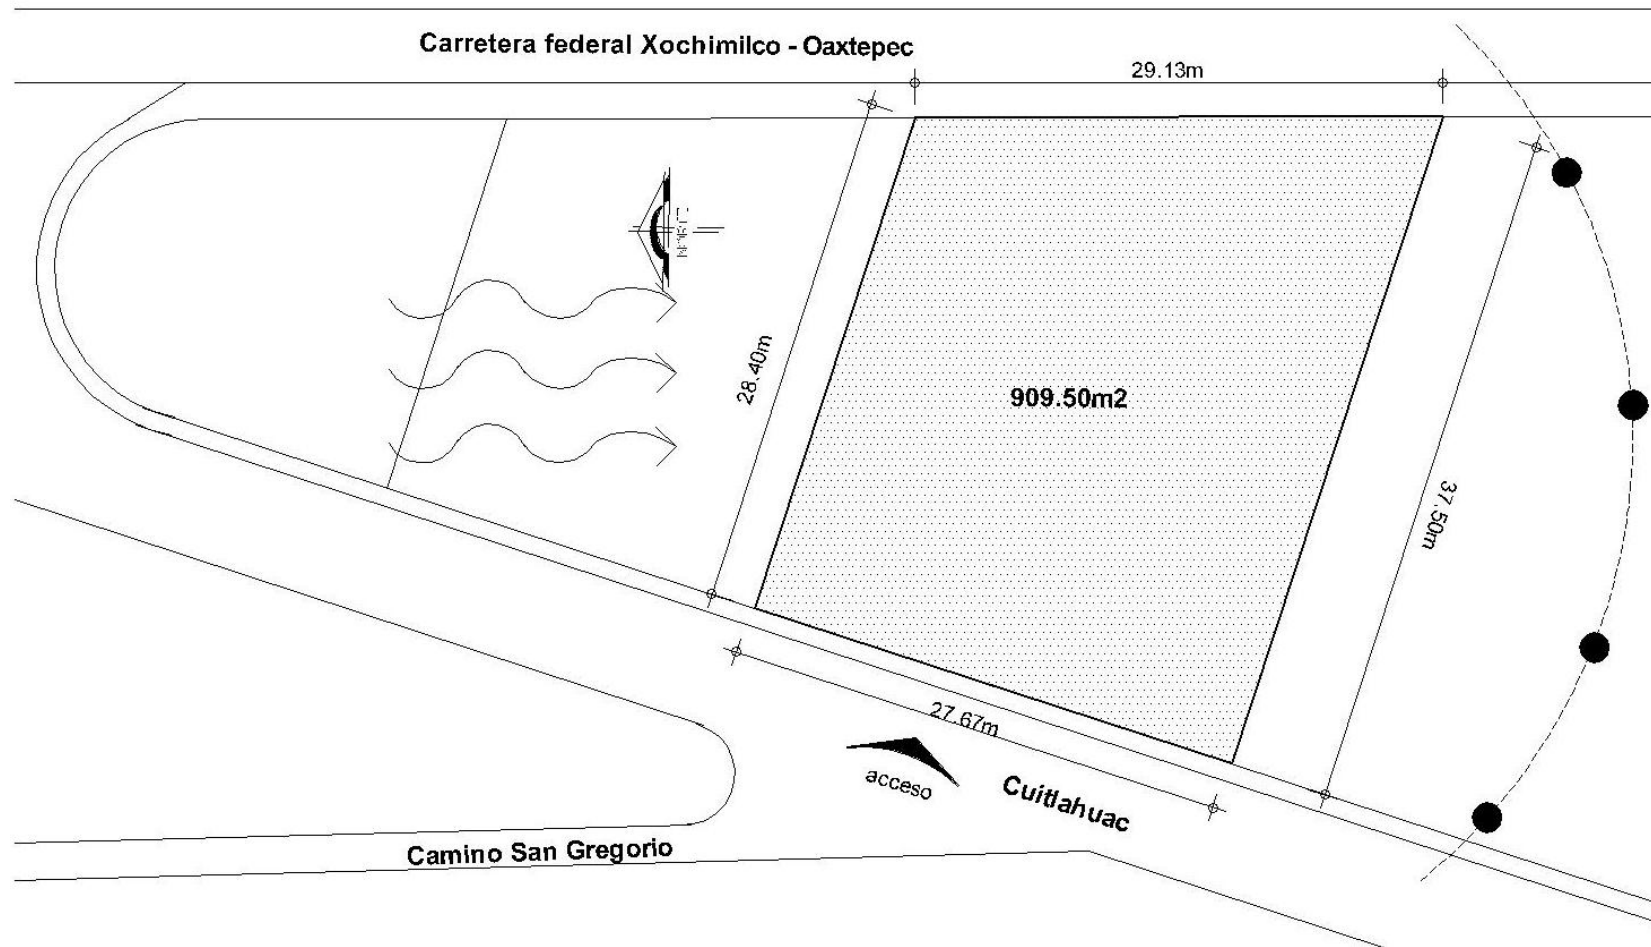 Carretera federal Xochimilco - Oaxtepec
29.13m
28.40m
909.50m2
37.50m
27.67m
acceso
Cuitlahuac
Camino San Gregorio